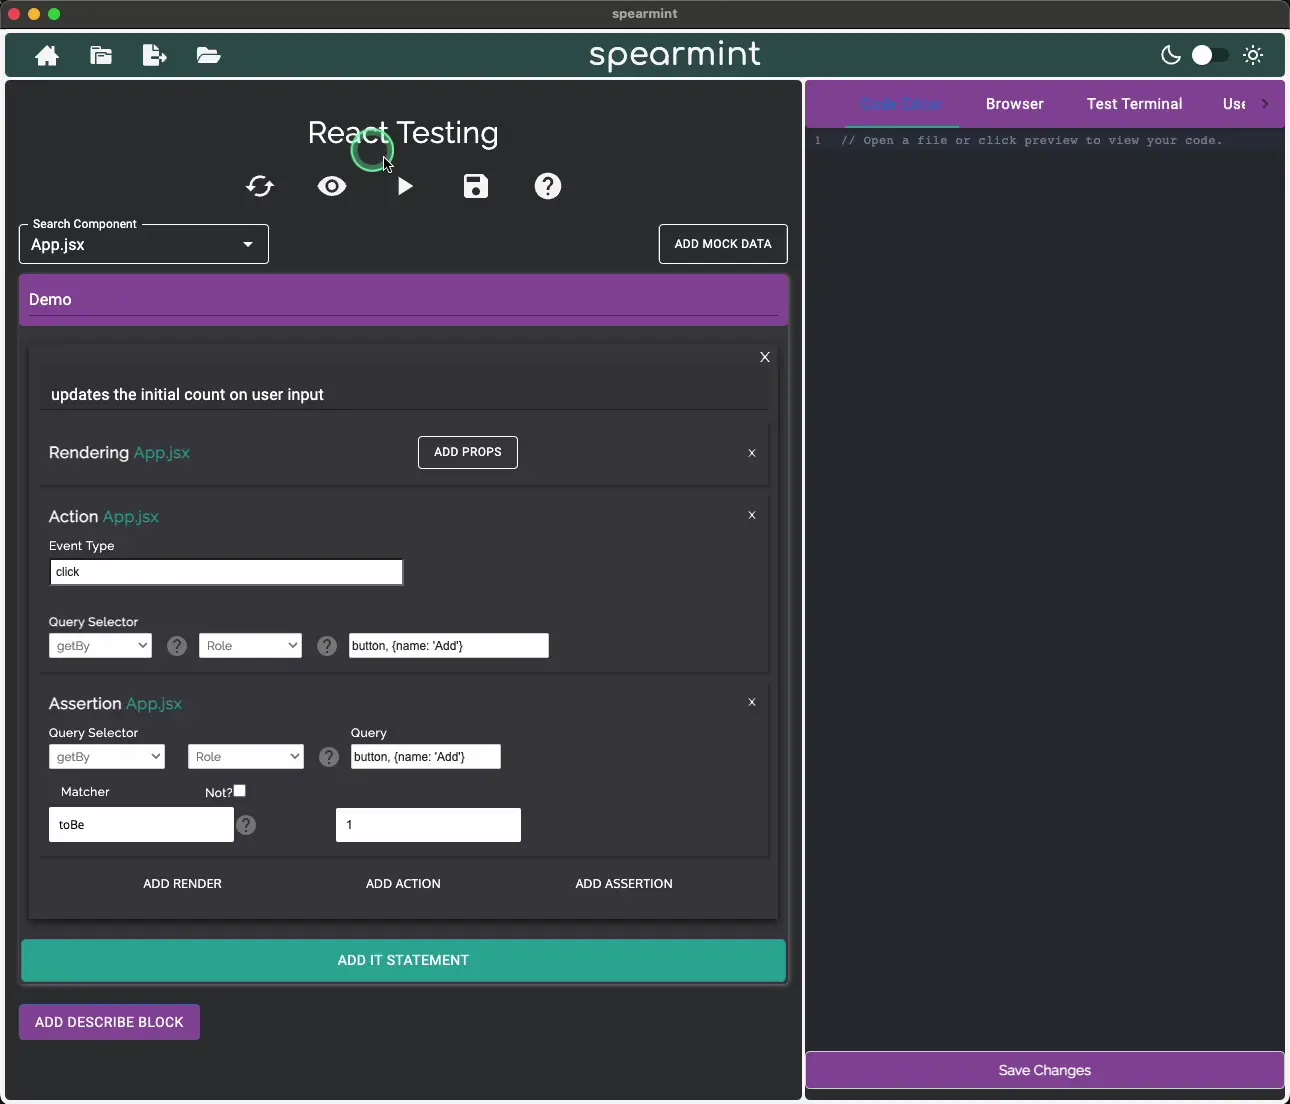 spearmint
spearmint
React Testing
Search Component
App.jsx
ADD MOCK DATA
Demo
X
updates the initial count on user input
Rendering App.jsx
ADD PROPS
x
Action App.jsx
x
Event Type
click
Query Selector
getBy
?
Role
?
button, {name: 'Add'}
Assertion App.jsx
x
Query Selector
Query
getBy
Role
?
button, {name: 'Add'}
Matcher
Not?
toBe
?
1
ADD RENDER
ADD ACTION
ADD ASSERTION
ADD IT STATEMENT
ADD DESCRIBE BLOCK
Code Editor
Browser
Test Terminal
Use
1 // Open a file or click preview to view your code.
Save Changes